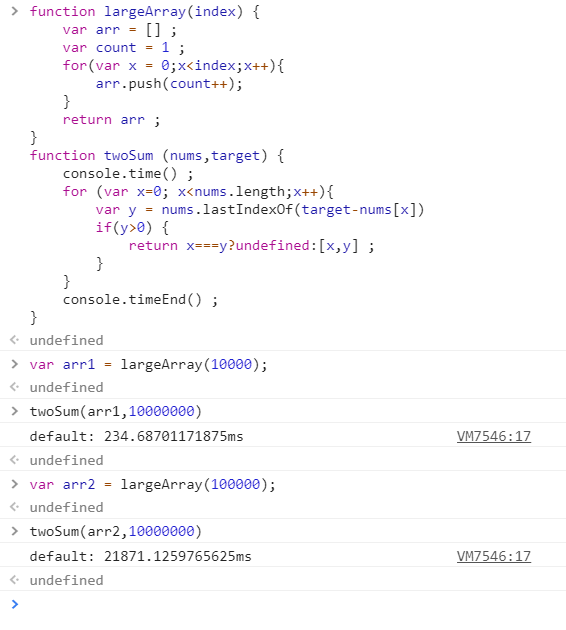 > function largeArray(index) {
    var arr = [] ;
    var count = 1 ;
    for(var x = 0;x<index;x++){
        arr.push(count++);
    }
    return arr ;
}
function twoSum (nums,target) {
    console.time() ;
    for (var x=0; x<nums.length;x++){
        var y = nums.lastIndexOf(target-nums[x])
        if(y>0) {
            return x===y?undefined:[x,y] ;
        }
    }
    console.timeEnd() ;
}
< undefined
> var arr1 = largeArray(10000);
< undefined
> twoSum(arr1,10000000)
default: 234.68701171875ms VM7546:17
< undefined
> var arr2 = largeArray(100000);
< undefined
> twoSum(arr2,10000000)
default: 21871.1259765625ms VM7546:17
< undefined
>